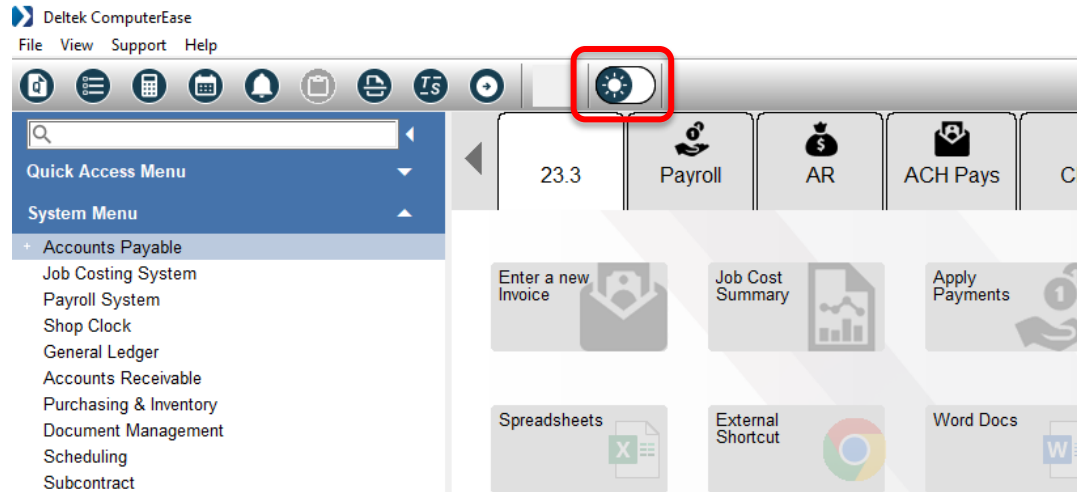 Deltek ComputerEase
File View Support Help
Quick Access Menu
System Menu
+ Accounts Payable
Job Costing System
Payroll System
Shop Clock
General Ledger
Accounts Receivable
Purchasing & Inventory
Document Management
Scheduling
Subcontract
23.3
Payroll
AR
ACH Pays
C
Enter a new
Invoice
Job Cost
Summary
Apply
Payments
Spreadsheets
External
Shortcut
Word Docs